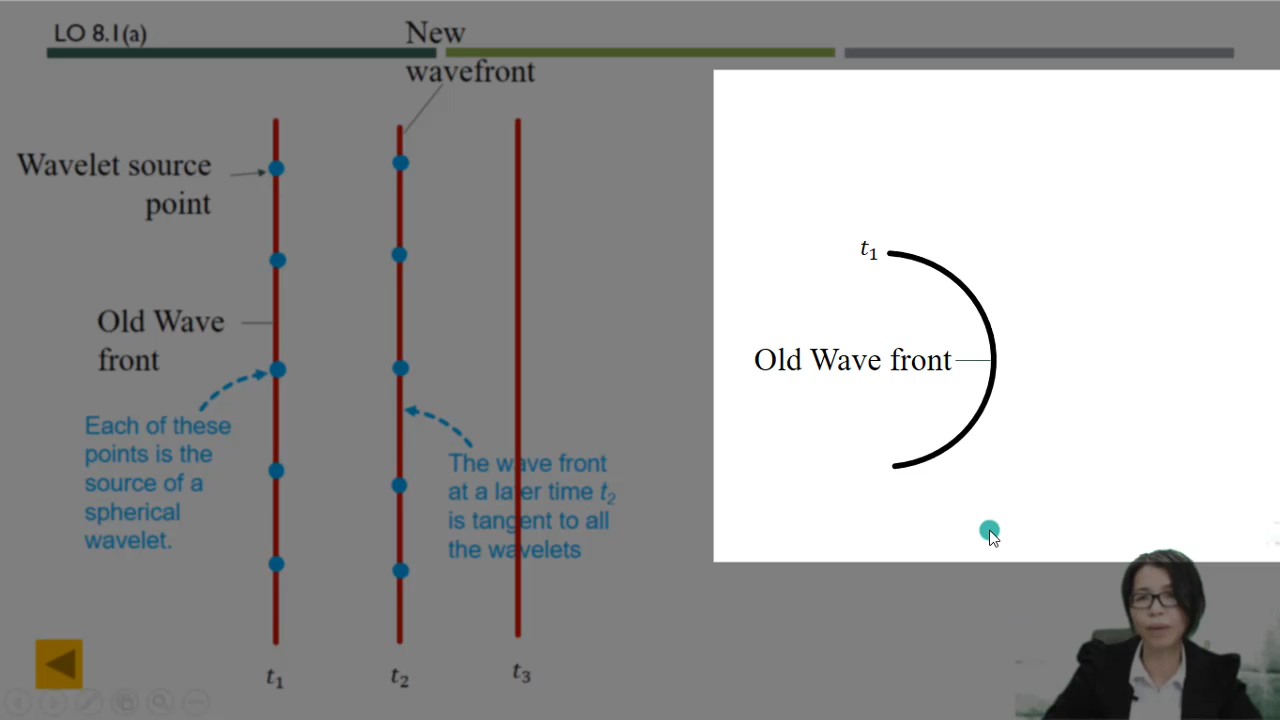 LO 8.1(a)
New
wavefront
Wavelet source
point
Old Wave
front
Each of these
points is the
source of a
spherical
wavelet.
The wave front
at a later time t₂
is tangent to all
the wavelets
t₁
t₂
t₃
t₁
Old Wave front